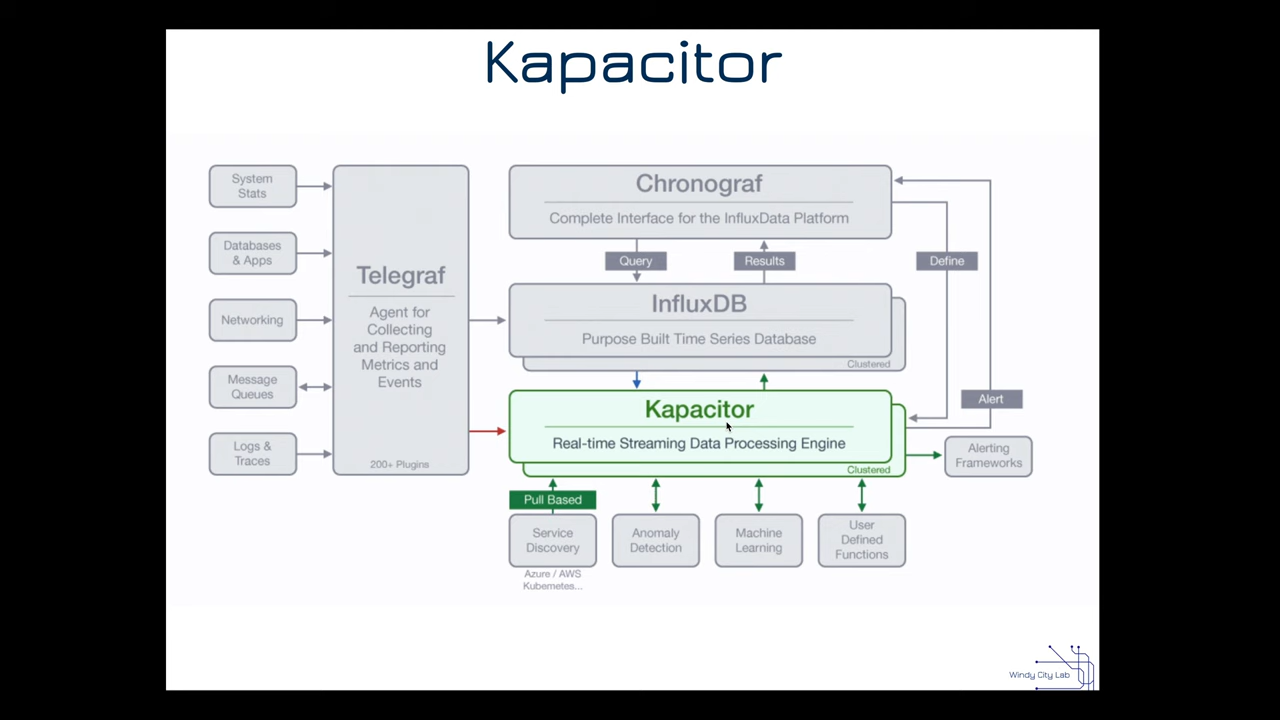 Kapacitor
System
Stats
Databases
& Apps
Networking
Message
Queues
Logs &
Traces
Telegraf
Agent for
Collecting
and Reporting
Metrics and
Events
200+ Plugins
Chronograf
Complete Interface for the InfluxData Platform
Query
Results
Define
InfluxDB
Purpose Built Time Series Database
Clustered
Kapacitor
Real-time Streaming Data Processing Engine
Clustered
Alert
Alerting
Frameworks
Pull Based
Service
Discovery
Azure / AWS
Kubernetes...
Anomaly
Detection
Machine
Learning
User
Defined
Functions
Windy City Lab